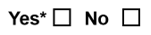 Yes* ☐ No ☐